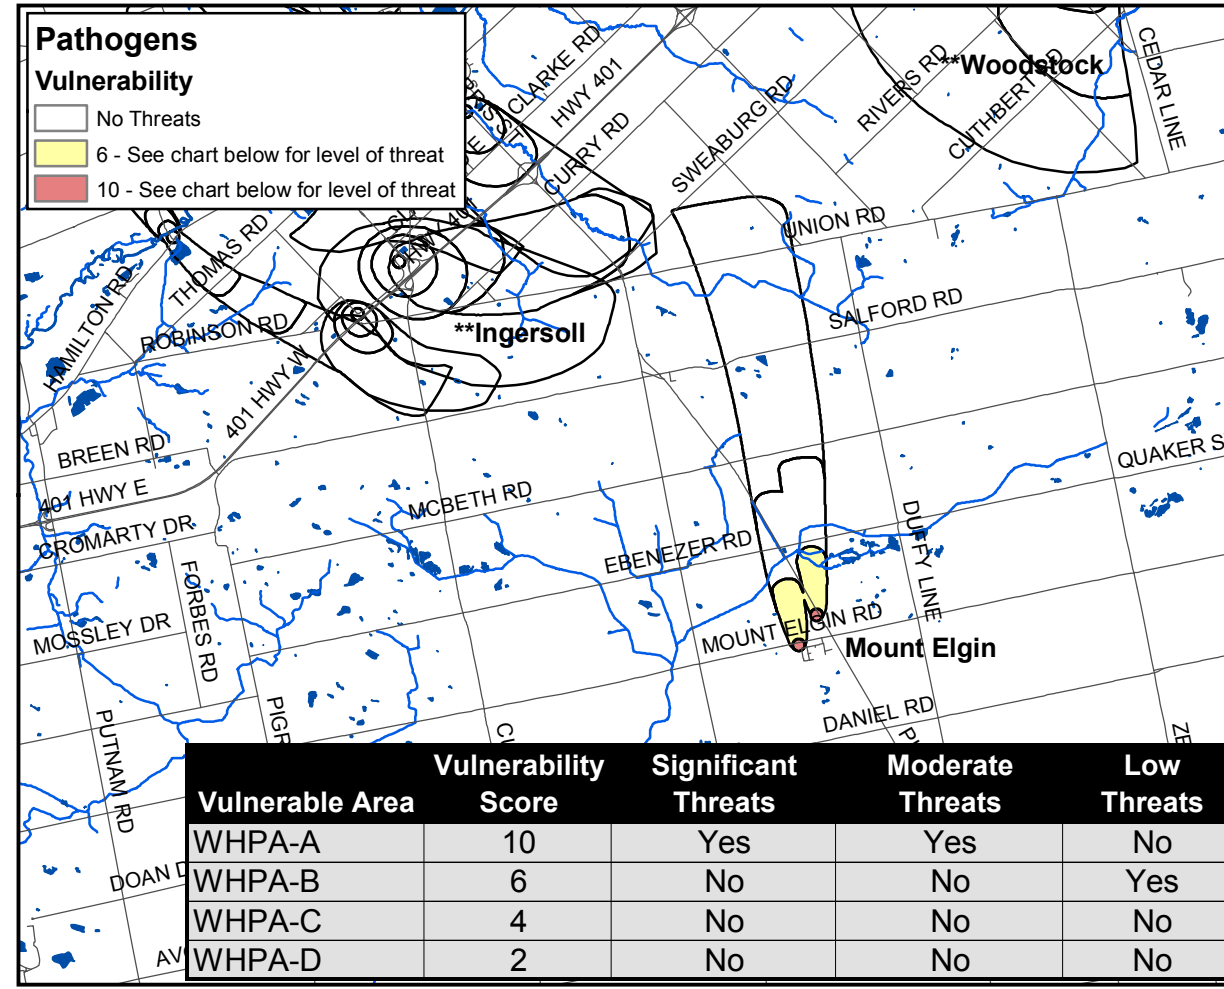 Pathogens
Vulnerability
No Threats
6 - See chart below for level of threat
10 - See chart below for level of threat
CLARKE RD
HWY 401
CURRY RD
SWEABURG RD
RIVERS RD
**Woodstock
CUTHBERT RD
CEDAR LINE
UNION RD
THOMAS RD
HAMILTON RD
ROBINSON RD
**Ingersoll
SALFORD RD
401 HWY W
BREEN RD
401 HWY E
CROMARTY DR
MCBETH RD
QUAKER S
EBENEZER RD
DUFFY LINE
FORBES RD
MOSSLEY DR
MOUNT ELGIN RD
Mount Elgin
DANIEL RD
PIGR
PUTNAM RD
DOAN D
Vulnerable Area Vulnerability Score Significant Threats Moderate Threats Low Threats
WHPA-A 10 Yes Yes No
WHPA-B 6 No No Yes
WHPA-C 4 No No No
WHPA-D 2 No No No